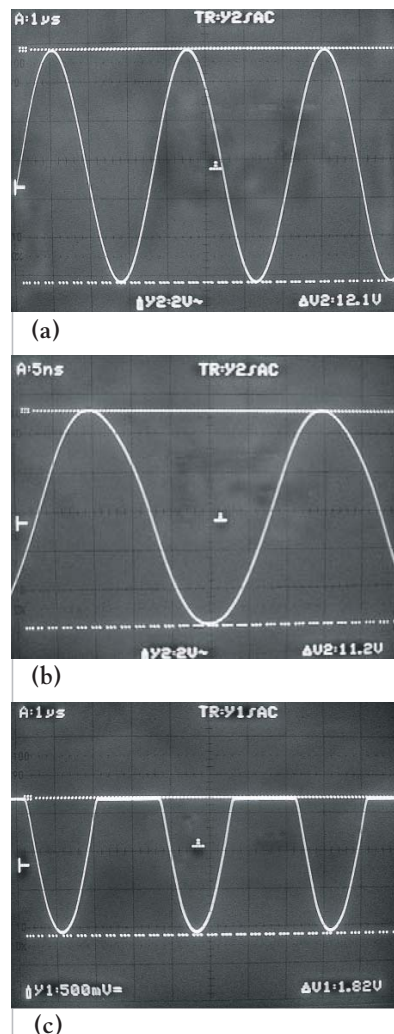 A:1µs TR:Y2∫AC
Y2:2V~ ΔV2:12.1V
(a)
A:5ns TR:Y2∫AC
Y2:2V~ ΔV2:11.2V
(b)
A:1µs TR:Y1∫AC
Y1:500mV= ΔV1:1.82V
(c)